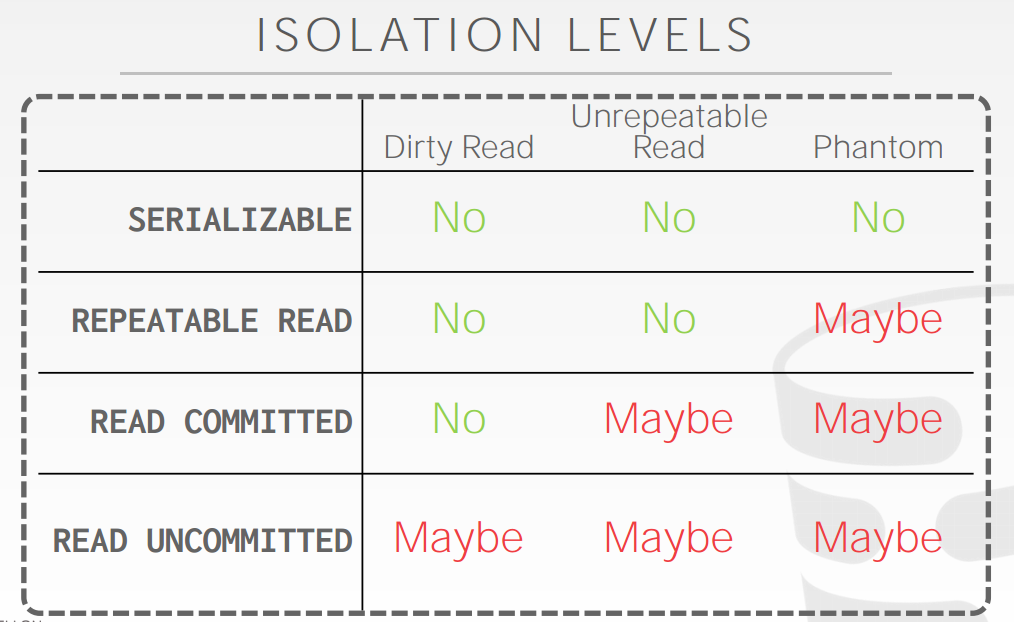 ISOLATION LEVELS
Dirty Read Unrepeatable Read Phantom
SERIALIZABLE No No No
REPEATABLE READ No No Maybe
READ COMMITTED No Maybe Maybe
READ UNCOMMITTED Maybe Maybe Maybe